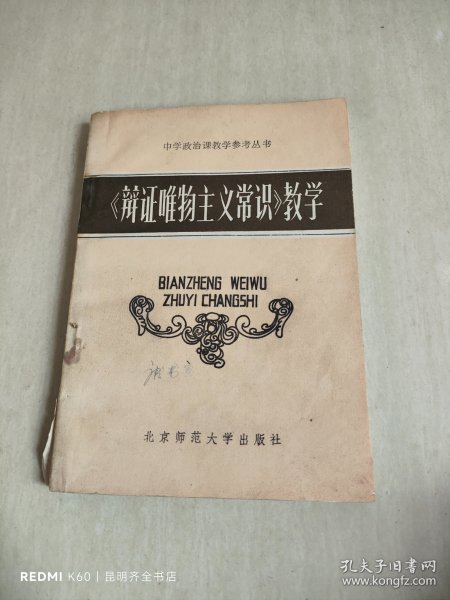 中学政治课教学参考丛书
《辩证唯物主义常识》教学
BIANZHENG WEIWU
ZHUYI CHANGSHI
北京师范大学出版社
REDMI K60 | 昆明齐全书店
孔夫子旧书网
www.kongfz.com